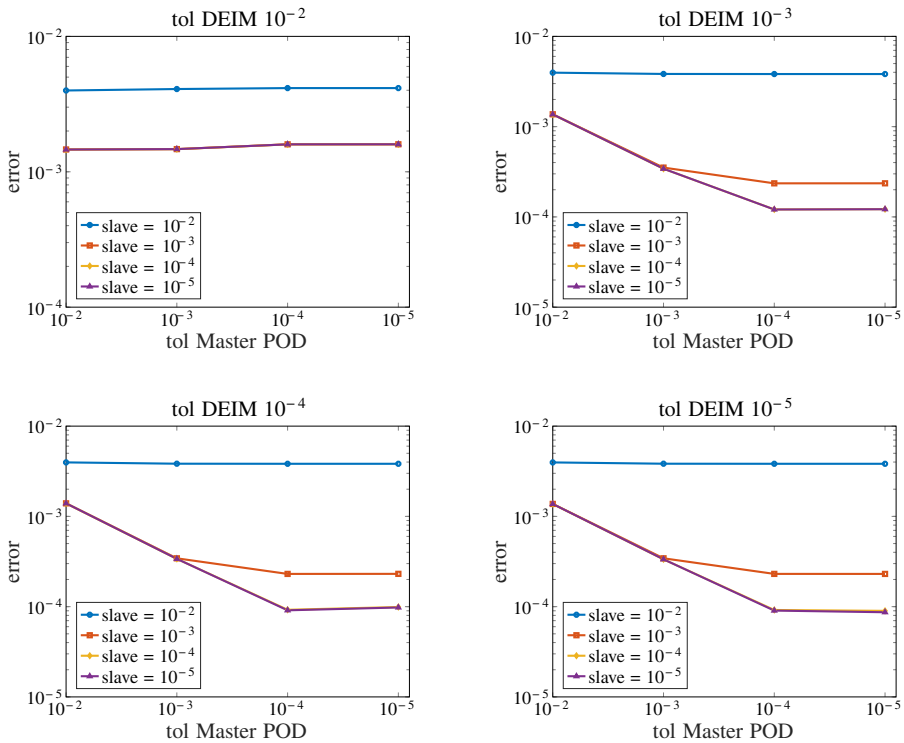 tol DEIM 10⁻²
10⁻²
10⁻³
10⁻⁴
error
slave = 10⁻²
slave = 10⁻³
slave = 10⁻⁴
slave = 10⁻⁵
10⁻² 10⁻³ 10⁻⁴ 10⁻⁵
tol Master POD
tol DEIM 10⁻³
10⁻²
10⁻³
10⁻⁴
10⁻⁵
error
slave = 10⁻²
slave = 10⁻³
slave = 10⁻⁴
slave = 10⁻⁵
10⁻² 10⁻³ 10⁻⁴ 10⁻⁵
tol Master POD
tol DEIM 10⁻⁴
10⁻²
10⁻³
10⁻⁴
10⁻⁵
error
slave = 10⁻²
slave = 10⁻³
slave = 10⁻⁴
slave = 10⁻⁵
10⁻² 10⁻³ 10⁻⁴ 10⁻⁵
tol Master POD
tol DEIM 10⁻⁵
10⁻²
10⁻³
10⁻⁴
10⁻⁵
error
slave = 10⁻²
slave = 10⁻³
slave = 10⁻⁴
slave = 10⁻⁵
10⁻² 10⁻³ 10⁻⁴ 10⁻⁵
tol Master POD